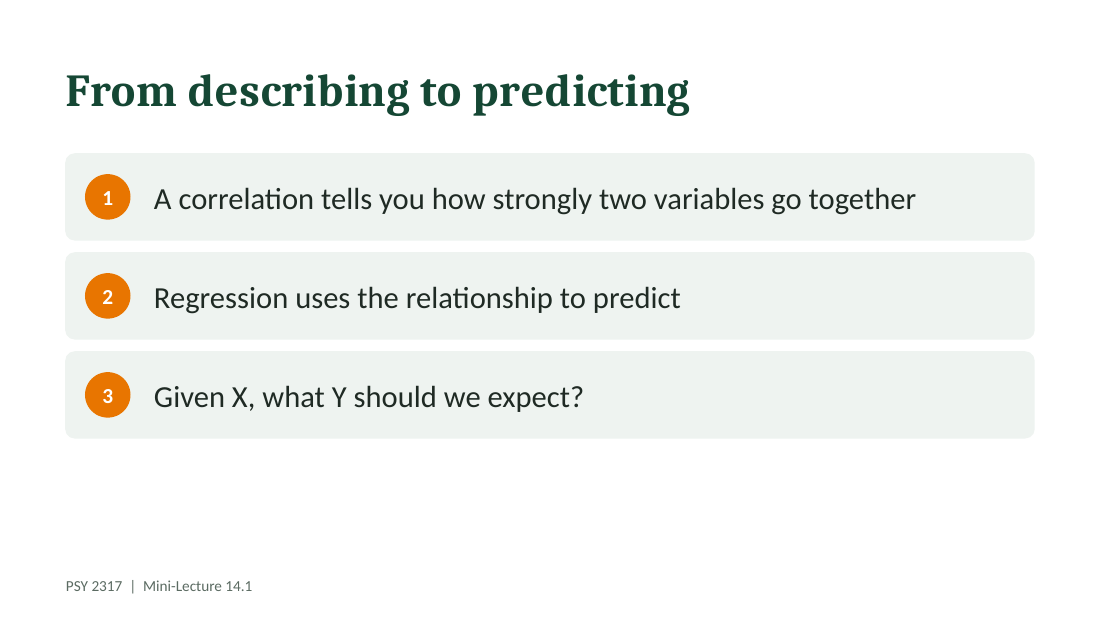 From describing to predicting
1 A correlation tells you how strongly two variables go together
2 Regression uses the relationship to predict
3 Given X, what Y should we expect?
PSY 2317 | Mini-Lecture 14.1